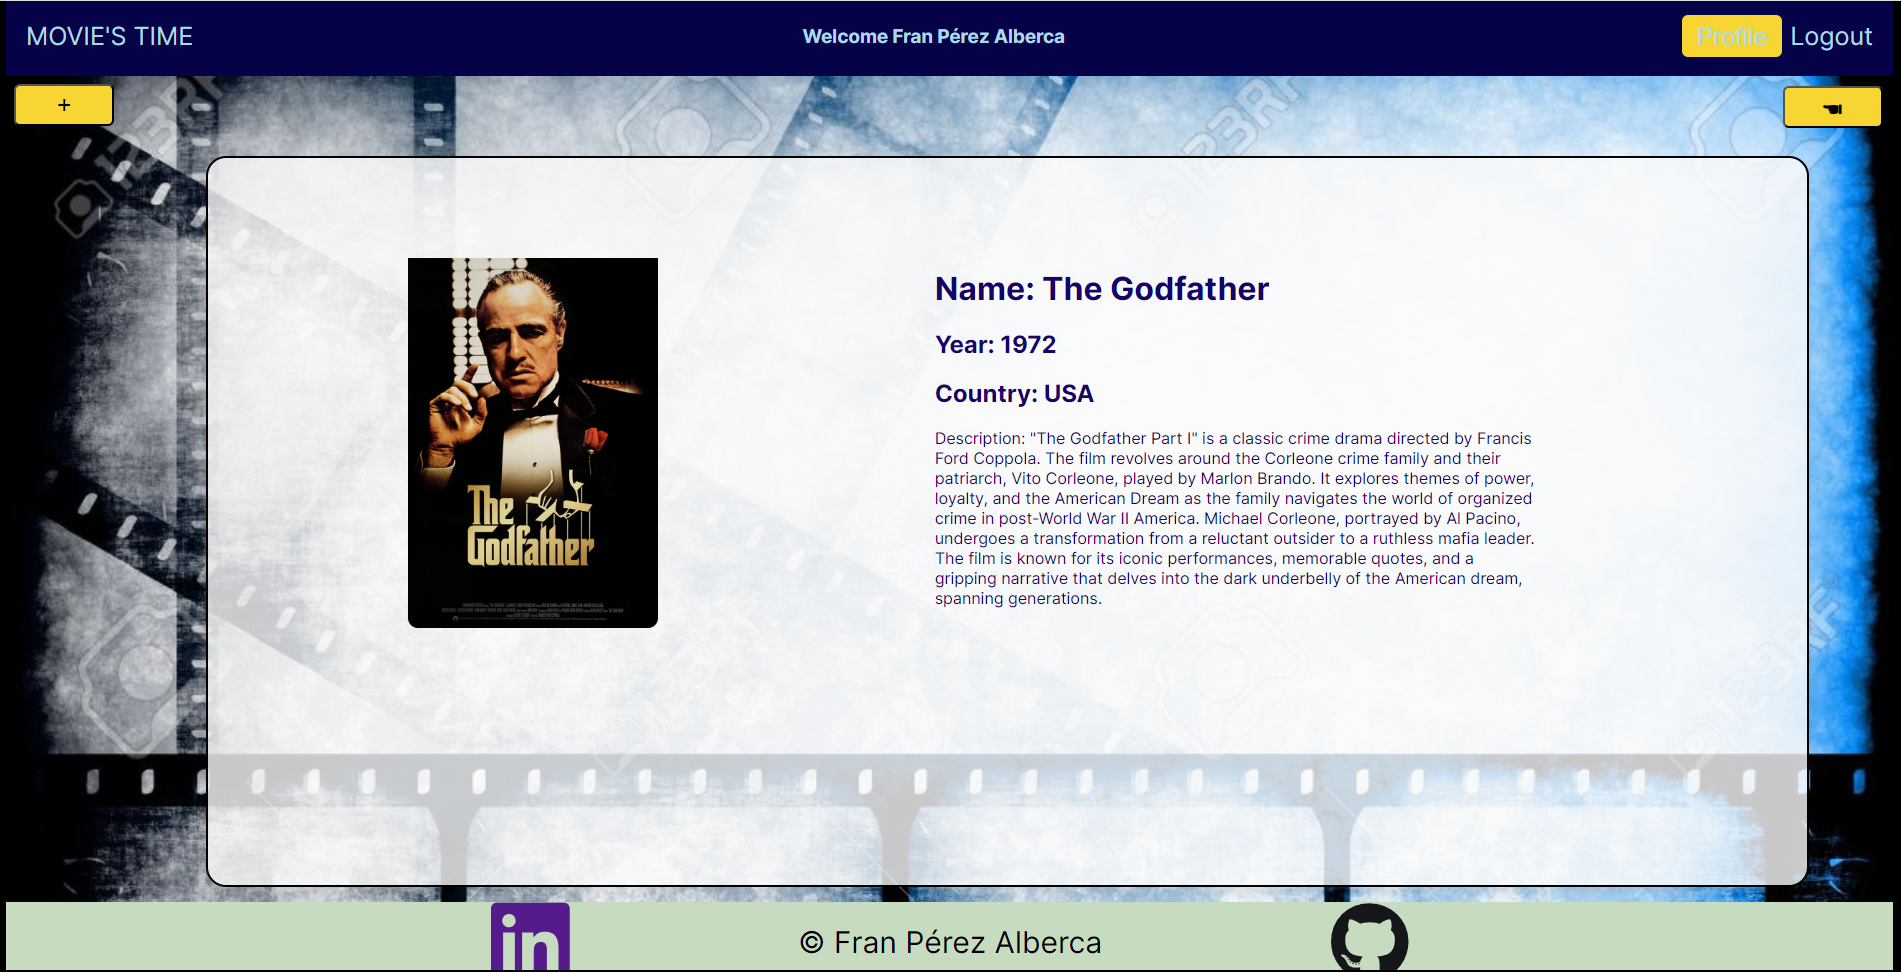 MOVIE'S TIME
Welcome Fran Pérez Alberca
Profile
Logout
+
123RF
123RF
Name: The Godfather
Year: 1972
Country: USA
Description: "The Godfather Part I" is a classic crime drama directed by Francis
Ford Coppola. The film revolves around the Corleone crime family and their
patriarch, Vito Corleone, played by Marlon Brando. It explores themes of power,
loyalty, and the American Dream as the family navigates the world of organized
crime in post-World War II America. Michael Corleone, portrayed by Al Pacino,
undergoes a transformation from a reluctant outsider to a ruthless mafia leader.
The film is known for its iconic performances, memorable quotes, and a
gripping narrative that delves into the dark underbelly of the American dream,
spanning generations.
The
Godfather
123RF
123RF
in
© Fran Pérez Alberca